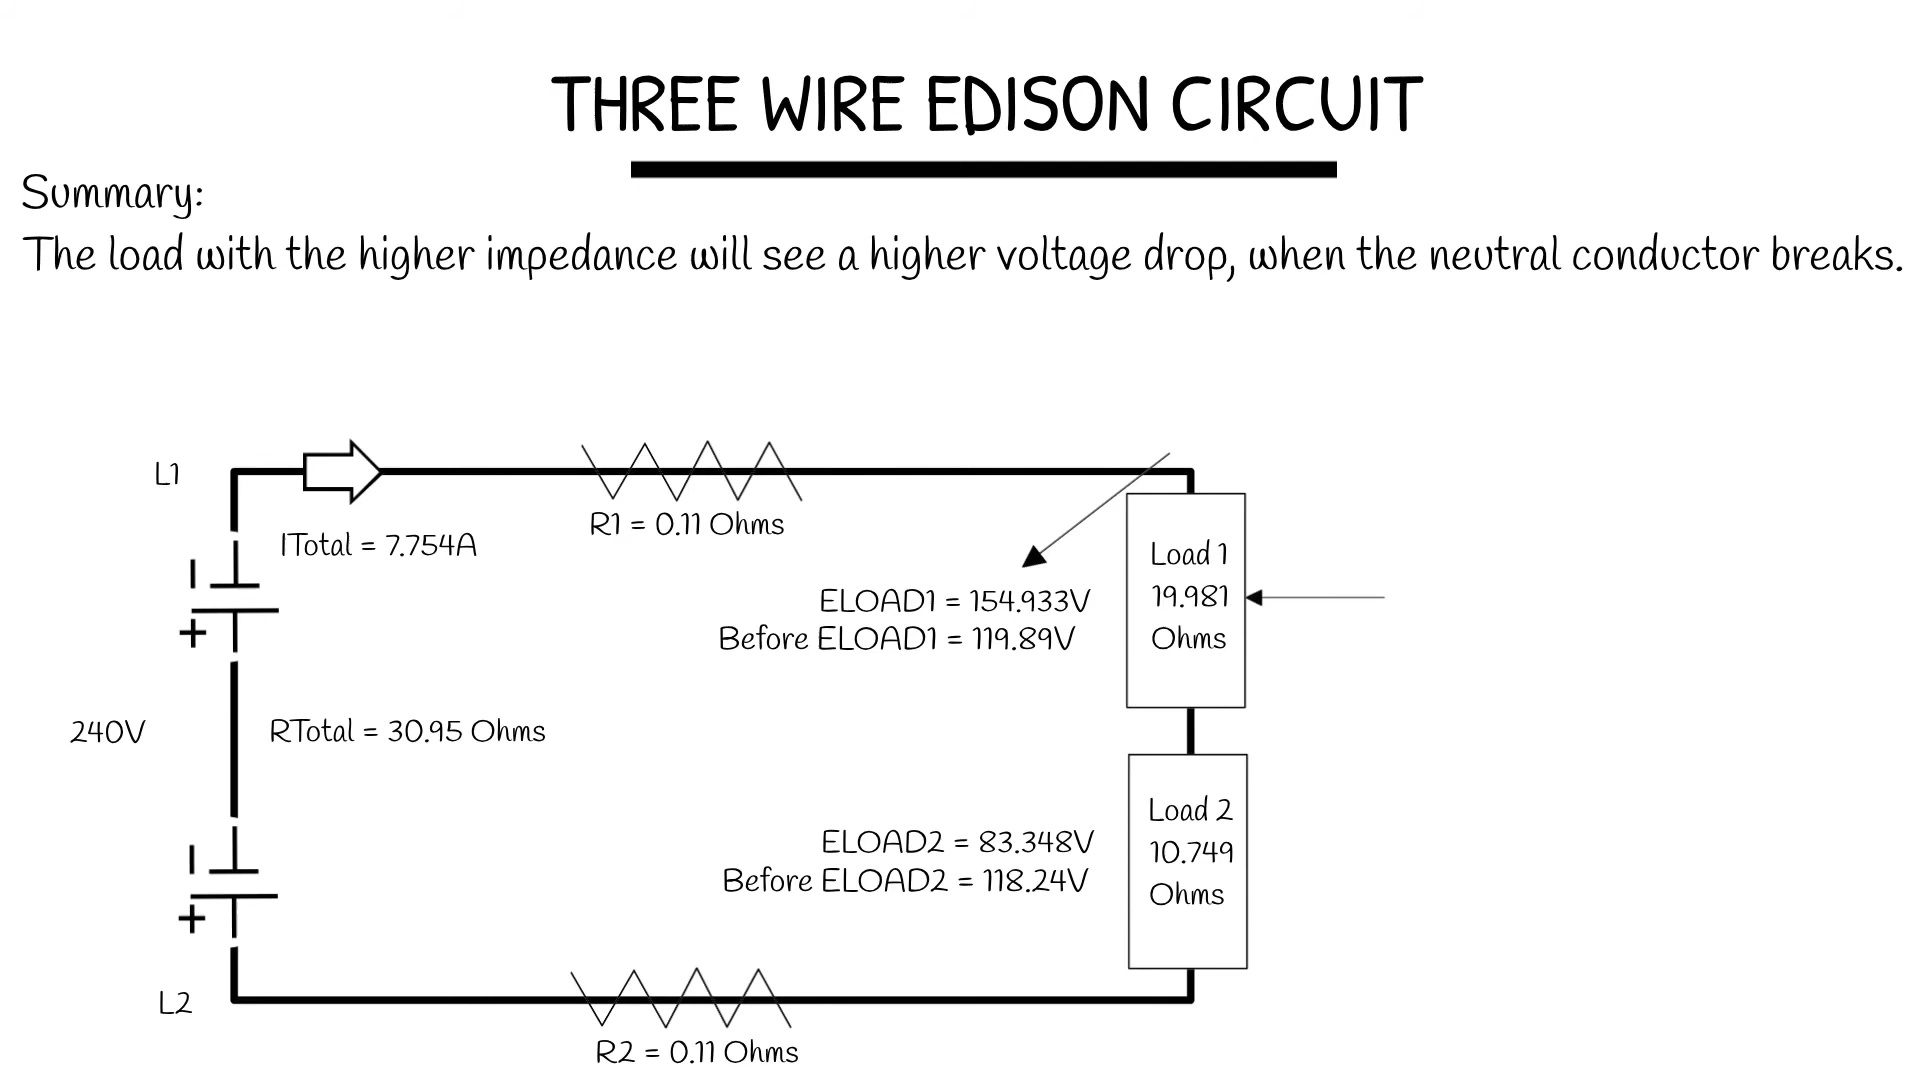 THREE WIRE EDISON CIRCUIT
Summary:
The load with the higher impedance will see a higher voltage drop, when the neutral conductor breaks.
L1
ITotal = 7.754A
R1 = 0.11 Ohms
Load 1
19.981
Ohms
ELOAD1 = 154.933V
Before ELOAD1 = 119.89V
240V
RTotal = 30.95 Ohms
Load 2
10.749
Ohms
ELOAD2 = 83.348V
Before ELOAD2 = 118.24V
L2
R2 = 0.11 Ohms